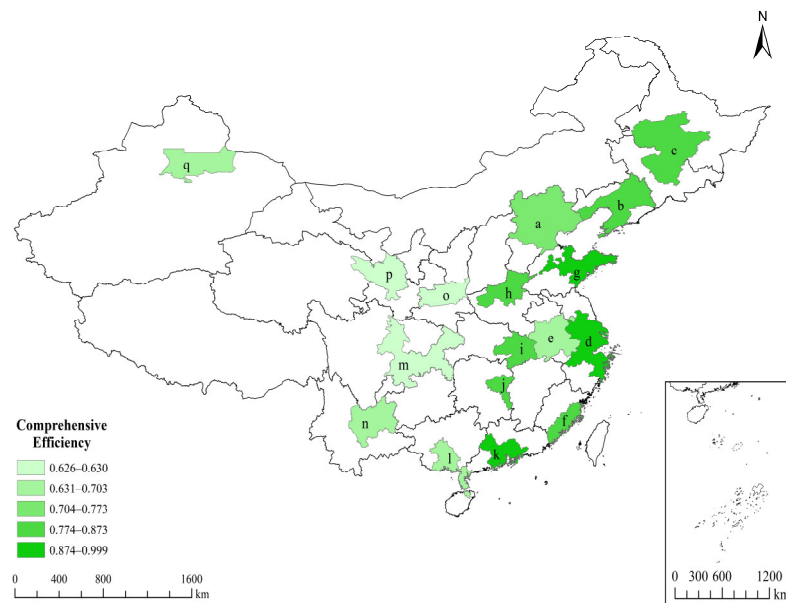 N
c
q
b
a
g
p
h
o
d
e
i
m
j
f
n
k
l
Comprehensive
Efficiency
0.626–0.630
0.631–0.703
0.704–0.773
0.774–0.873
0.874–0.999
0 400 800 1600
km
0 300 600 1200
km